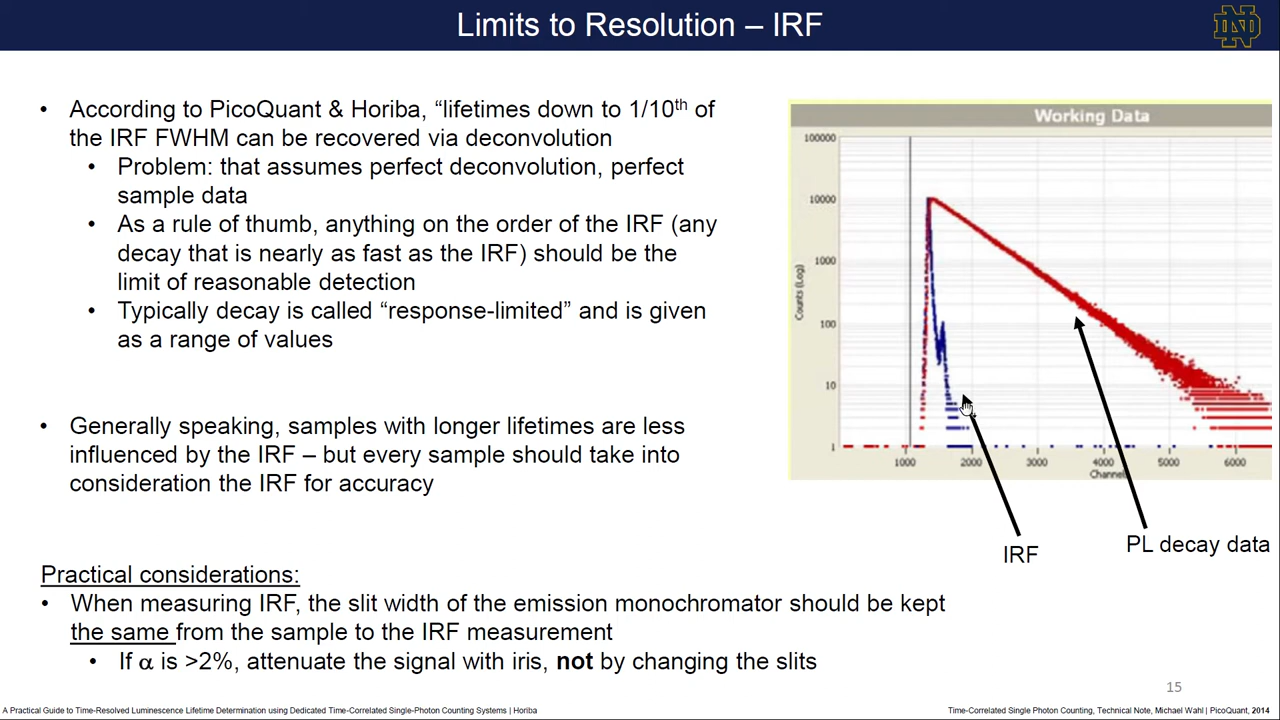 Limits to Resolution – IRF
• According to PicoQuant & Horiba, “lifetimes down to 1/10th of
the IRF FWHM can be recovered via deconvolution
• Problem: that assumes perfect deconvolution, perfect
sample data
• As a rule of thumb, anything on the order of the IRF (any
decay that is nearly as fast as the IRF) should be the
limit of reasonable detection
• Typically decay is called “response-limited” and is given
as a range of values
• Generally speaking, samples with longer lifetimes are less
influenced by the IRF – but every sample should take into
consideration the IRF for accuracy
Working Data
100000
10000
1000
100
10
1
Counts (Log)
1000 2000 3000 4000 5000 6000
Channels
IRF
PL decay data
Practical considerations:
• When measuring IRF, the slit width of the emission monochromator should be kept
the same from the sample to the IRF measurement
• If α is >2%, attenuate the signal with iris, not by changing the slits
15
A Practical Guide to Time-Resolved Luminescence Lifetime Determination using Dedicated Time-Correlated Single-Photon Counting Systems | Horiba
Time-Correlated Single Photon Counting, Technical Note, Michael Wahl | PicoQuant, 2014